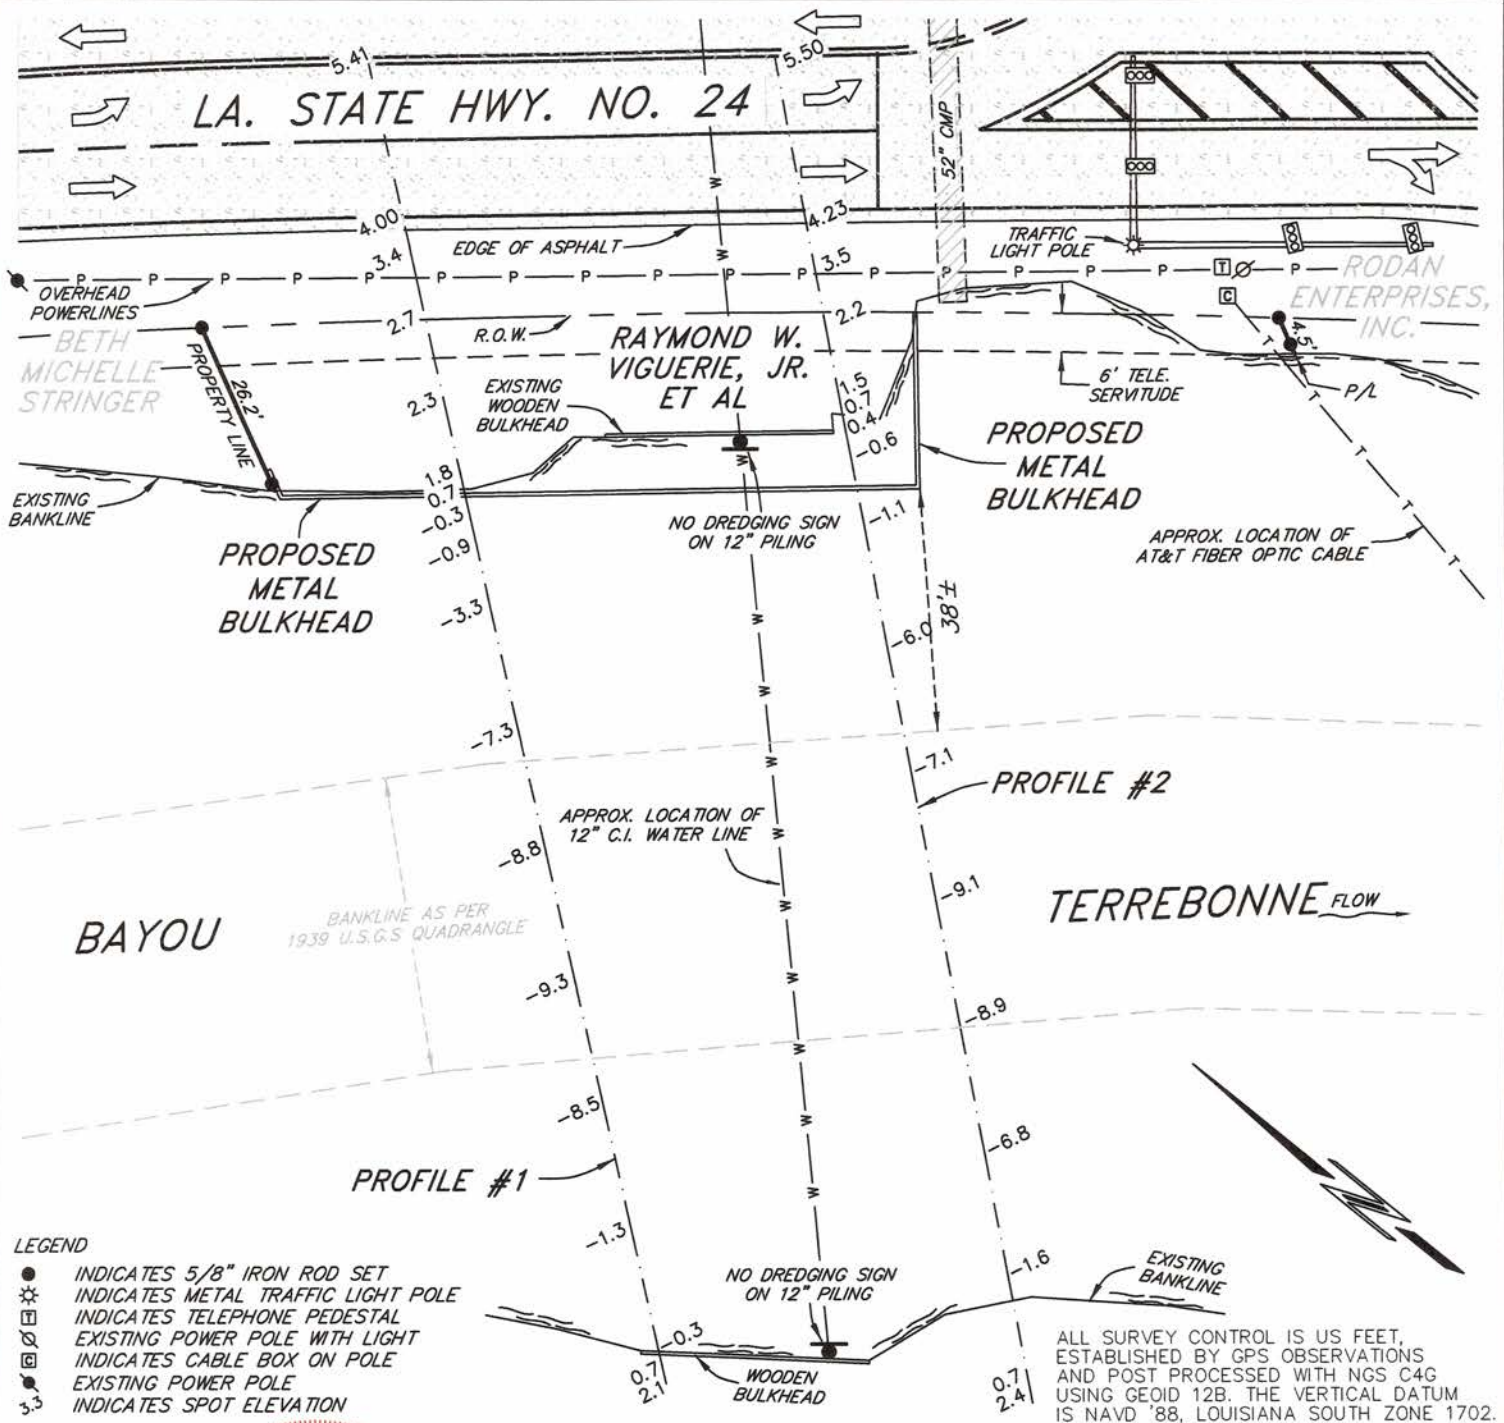 5.41
5.50
LA. STATE HWY. NO. 24
52" CMP
W
4.00
4.23
EDGE OF ASPHALT
TRAFFIC
LIGHT POLE
3.4
W
3.5
P P P P P P P P P P P P P P P P P
T
RODAN
ENTERPRISES,
INC.
OVERHEAD
POWERLINES
C
2.7
R.O.W.
2.2
4.5'
BETH
MICHELLE
STRINGER
PROPERTY LINE
26.2'
RAYMOND W.
VIGUERIE, JR.
ET AL
6' TELE.
SERVITUDE
P/L
T
T
EXISTING
WOODEN
BULKHEAD
2.3
1.5
0.7
0.4
-0.6
PROPOSED
METAL
BULKHEAD
T
W
EXISTING
BANKLINE
1.8
0.7
-0.3
-0.9
NO DREDGING SIGN
ON 12" PILING
-1.1
T
APPROX. LOCATION OF
AT&T FIBER OPTIC CABLE
T
PROPOSED
METAL
BULKHEAD
-3.3
W
-6.0
38'±
W
-7.3
W
-7.1
PROFILE #2
APPROX. LOCATION OF
12" C.I. WATER LINE
W
-8.8
-9.1
BAYOU
BANKLINE AS PER
1939 U.S.G.S QUADRANGLE
W
TERREBONNE
FLOW
-9.3
W
-8.9
W
-8.5
W
-6.8
PROFILE #1
W
-1.3
-1.6
LEGEND
INDICATES 5/8" IRON ROD SET
INDICATES METAL TRAFFIC LIGHT POLE
T INDICATES TELEPHONE PEDESTAL
EXISTING POWER POLE WITH LIGHT
C INDICATES CABLE BOX ON POLE
EXISTING POWER POLE
3.3 INDICATES SPOT ELEVATION
NO DREDGING SIGN
ON 12" PILING
EXISTING
BANKLINE
-0.3
0.7
2.1
WOODEN
BULKHEAD
0.7
2.4
ALL SURVEY CONTROL IS US FEET,
ESTABLISHED BY GPS OBSERVATIONS
AND POST PROCESSED WITH NGS C4G
USING GEOID 12B. THE VERTICAL DATUM
IS NAVD '88, LOUISIANA SOUTH ZONE 1702.